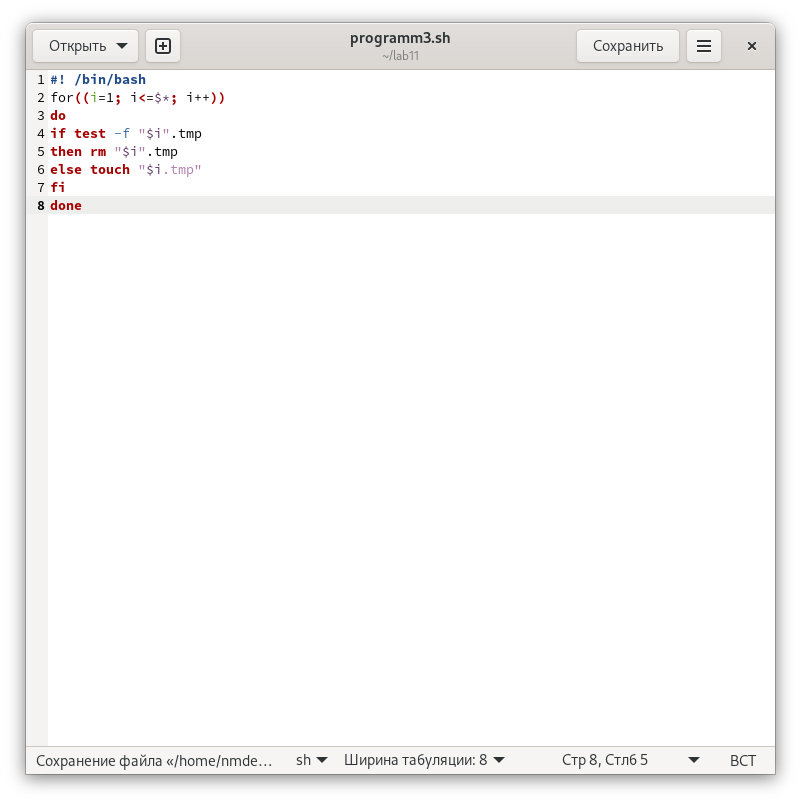 Открыть
programm3.sh
~/lab11
Сохранить
1 #! /bin/bash
2 for((i=1; i<=$*; i++))
3 do
4 if test -f "$i".tmp
5 then rm "$i".tmp
6 else touch "$i.tmp"
7 fi
8 done
Сохранение файла «/home/nmde… sh Ширина табуляции: 8 Стр 8, Стлб 5 ВСТ